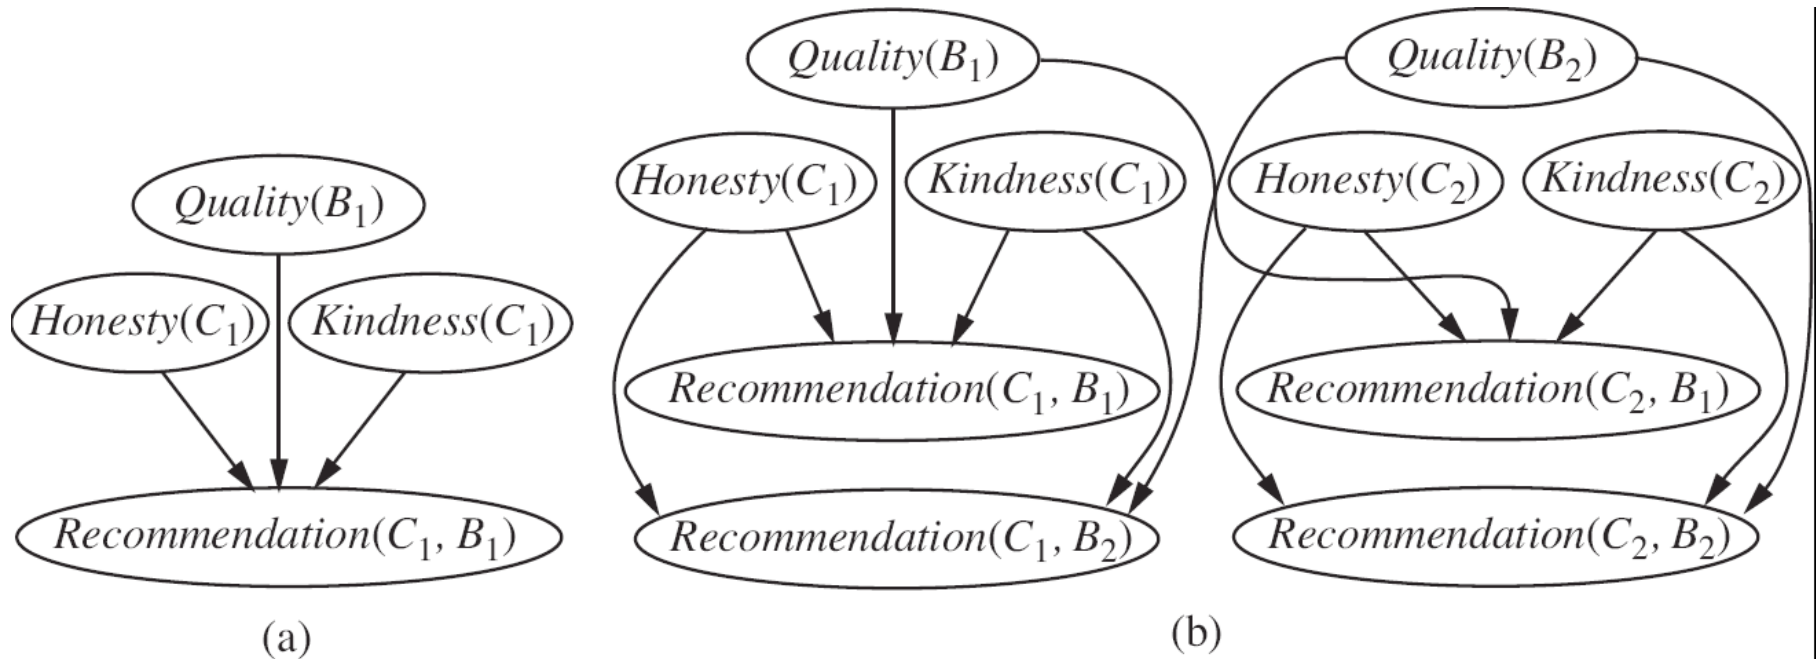 Quality(B₁)
Honesty(C₁)
Kindness(C₁)
Recommendation(C₁, B₁)
(a)
Quality(B₁)
Quality(B₂)
Honesty(C₁)
Kindness(C₁)
Honesty(C₂)
Kindness(C₂)
Recommendation(C₁, B₁)
Recommendation(C₂, B₁)
Recommendation(C₁, B₂)
Recommendation(C₂, B₂)
(b)